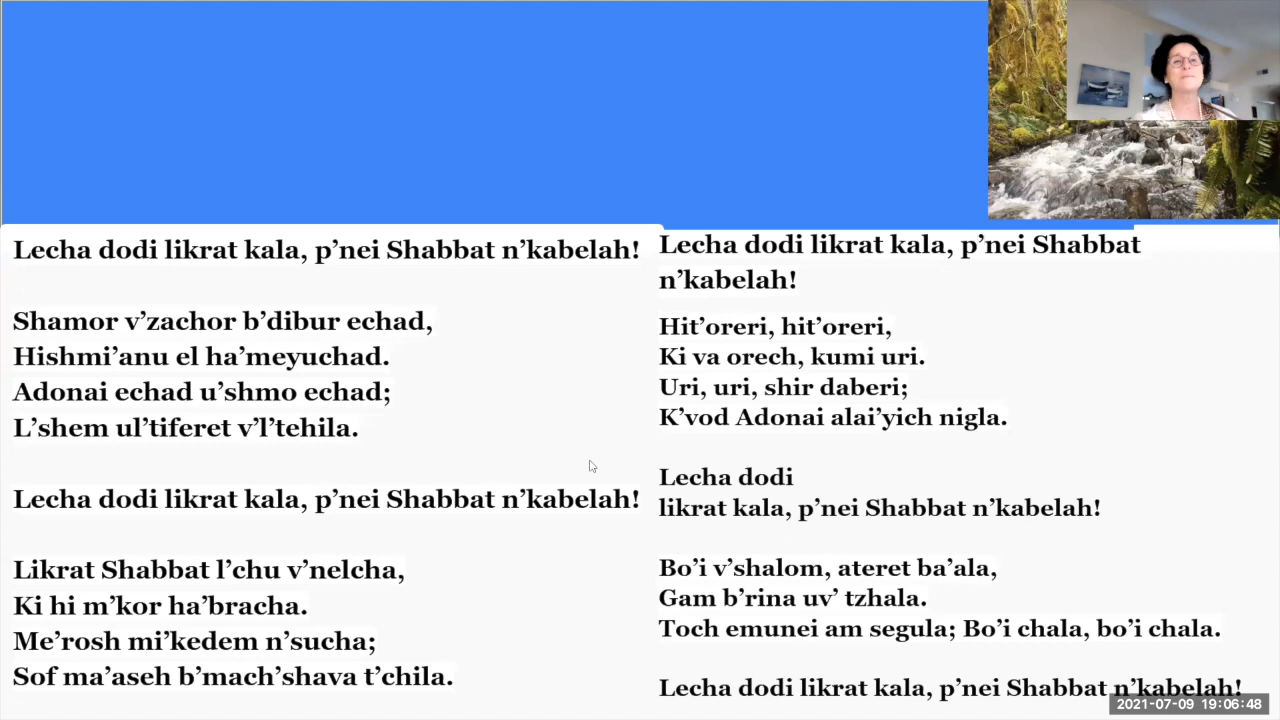 Lecha dodi likrat kala, p’nei Shabbat n’kabelah!
Shamor v’zachor b’dibur echad,
Hishmi’anu el ha’meyuchad.
Adonai echad u’shmo echad;
L’shem ul’tiferet v’l’tehila.
Lecha dodi likrat kala, p’nei Shabbat n’kabelah!
Likrat Shabbat l’chu v’nelcha,
Ki hi m’kor ha’bracha.
Me’rosh mi’kedem n’sucha;
Sof ma’aseh b’mach’shava t’chila.
Lecha dodi likrat kala, p’nei Shabbat
n’kabelah!
Hit’oreri, hit’oreri,
Ki va orech, kumi uri.
Uri, uri, shir daberi;
K’vod Adonai alai’yich nigla.
Lecha dodi
likrat kala, p’nei Shabbat n’kabelah!
Bo’i v’shalom, ateret ba’ala,
Gam b’rina uv’ tzhala.
Toch emunei am segula; Bo’i chala, bo’i chala.
Lecha dodi likrat kala, p’nei Shabbat n’kabelah!
2021-07-09 19:06:48